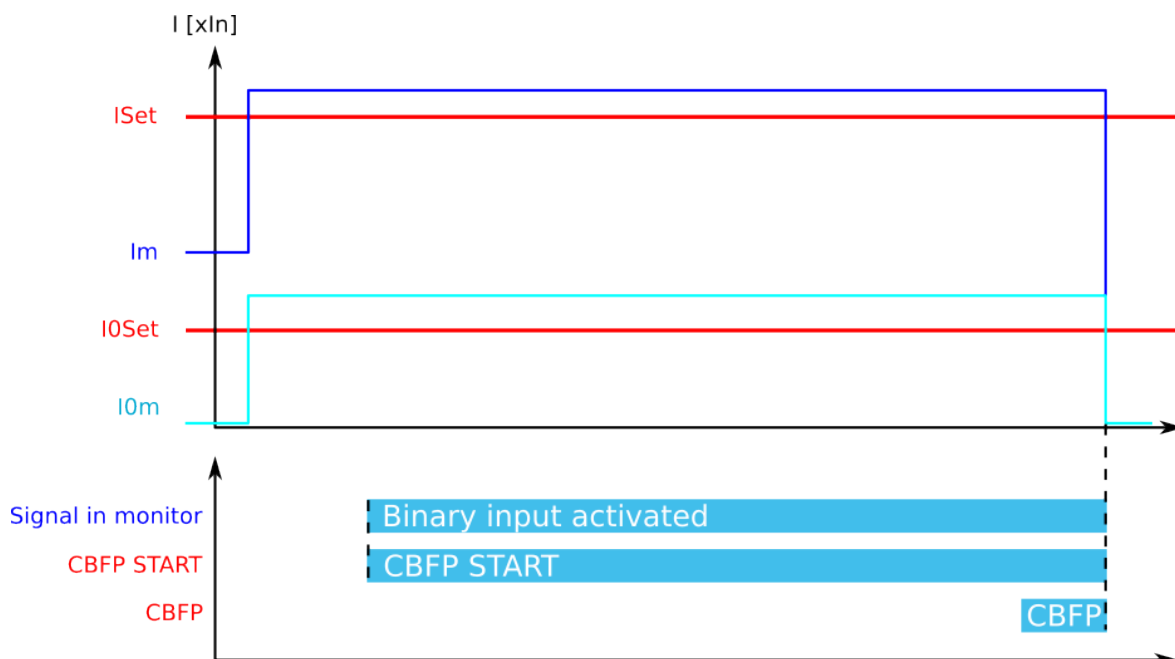 I [xIn]
ISet
Im
I0Set
I0m
Signal in monitor
Binary input activated
CBFP START
CBFP START
CBFP
CBFP